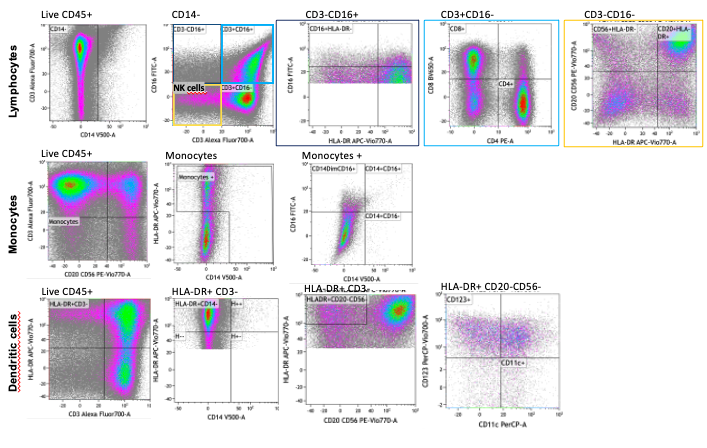 Live CD45+
CD14-
CD3-CD16+
CD3+CD16-
CD3-CD16-
Lymphocytes
CD14-
CD3 Alexa Fluor700-A
CD14 V500-A
CD3-CD16+
CD3+CD16+
NK cells
CD3+CD16-
CD16 FITC-A
CD3 Alexa Fluor700-A
CD16+HLA-DR-
CD16 FITC-A
HLA-DR APC-Vio770-A
CD8+
CD4+
CD8 BV650-A
CD4 PE-A
CD56+HLA-DR-
CD20+HLA-DR+
CD20 CD56 PE-Vio770-A
HLA-DR APC-Vio770-A
Live CD45+
Monocytes
Monocytes +
Monocytes
Monocytes
CD3 Alexa Fluor700-A
CD20 CD56 PE-Vio770-A
Monocytes +
HLA-DR APC-Vio770-A
CD14 V500-A
CD14DimCD16+
CD14+CD16+
CD14+CD16-
CD16 FITC-A
CD14 V500-A
Live CD45+
HLA-DR+ CD3-
HLA-DR+ CD3-
HLA-DR+ CD20-CD56-
Dendritic cells
HLA-DR+CD3-
HLA-DR APC-Vio770-A
CD3 Alexa Fluor700-A
HLA-DR+CD14-
H++
H--
H+-
HLA-DR APC-Vio770-A
CD14 V500-A
HLADR+CD20-CD56-
HLA-DR APC-Vio770-A
CD20 CD56 PE-Vio770-A
CD123+
CD11c+
CD123 PerCP-Vio700-A
CD11c PerCP-A